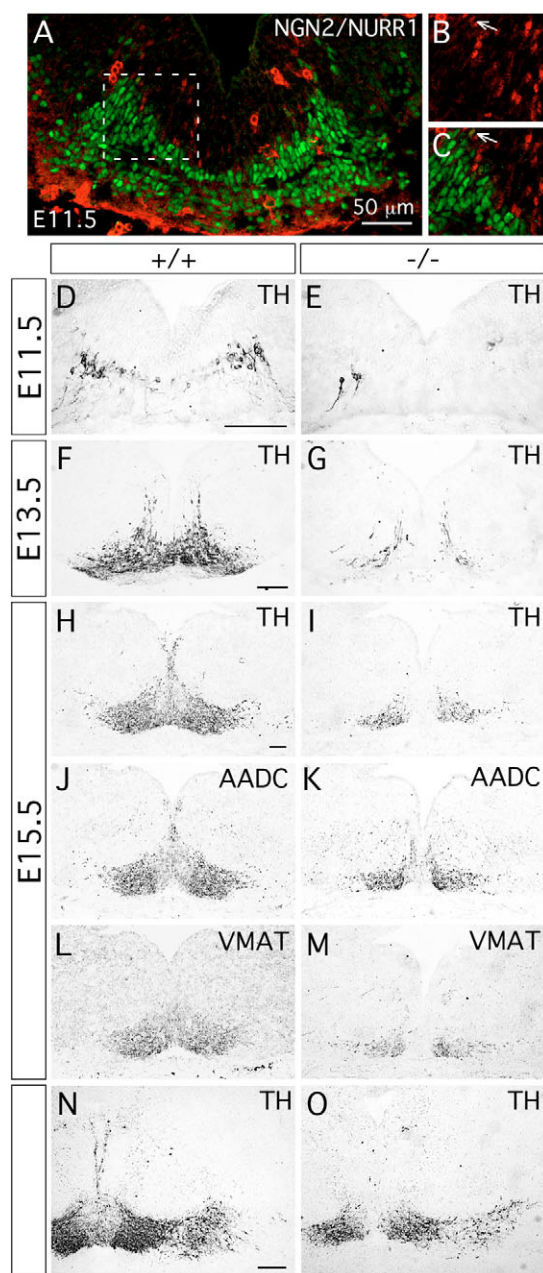 A NGN2/NURR1 B
C
E11.5 50 μm
+/+ -/-
E11.5
D TH E TH
E13.5
F TH G TH
E15.5
H TH I TH
J AADC K AADC
L VMAT M VMAT
N TH O TH